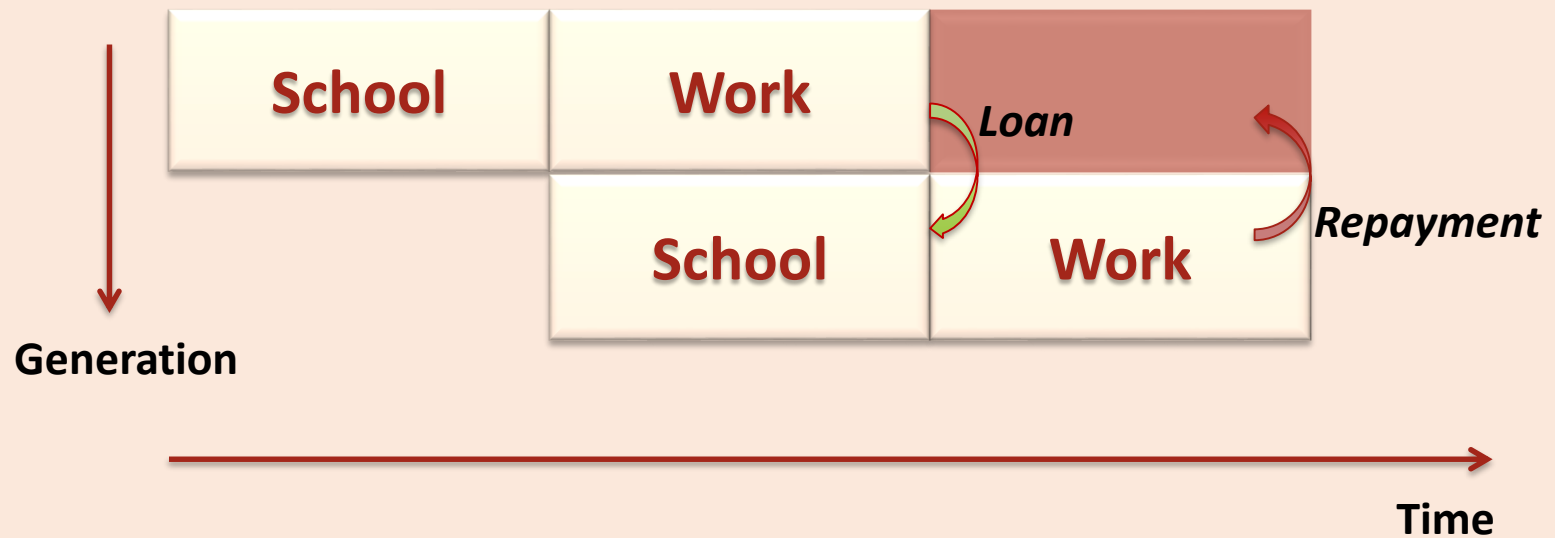 School
Work
Loan
School
Work
Repayment
Generation
Time